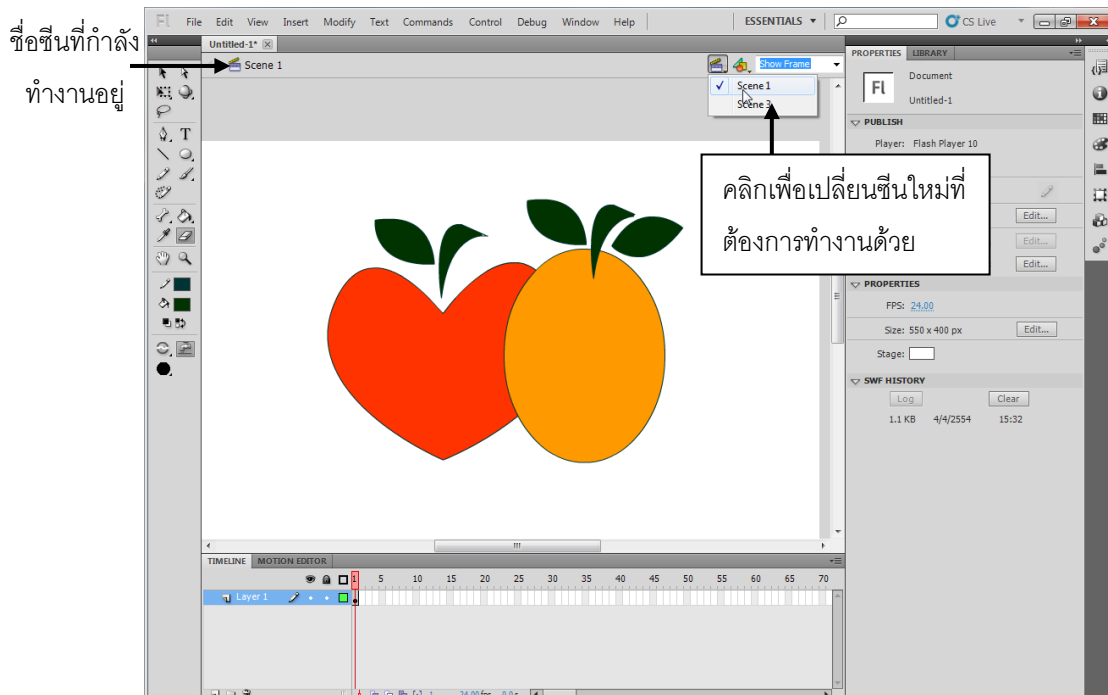 Fl File Edit View Insert Modify Text Commands Control Debug Window Help ESSENTIALS CS Live
ชื่อซีนที่กำลัง
ทำงานอยู่
Untitled-1*
Scene 1
Show Frame
Scene 1
Scene 3
คลิกเพื่อเปลี่ยนซีนใหม่ที่
ต้องการทำงานด้วย
PROPERTIES LIBRARY
Fl
Document
Untitled-1
PUBLISH
Player: Flash Player 10
Edit...
Edit...
Edit...
PROPERTIES
FPS: 24.00
Size: 550 x 400 px Edit...
Stage:
SWF HISTORY
Log Clear
1.1 KB 4/4/2554 15:32
TIMELINE MOTION EDITOR
1 5 10 15 20 25 30 35 40 45 50 55 60 65 70
Layer 1
1 24.00 fps 0.0 s